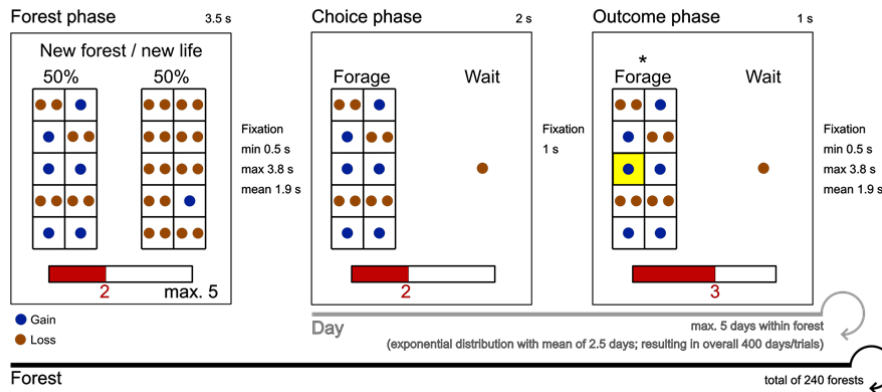 Forest phase 3.5 s
New forest / new life
50% 50%
2 max. 5
Gain
Loss
Fixation
min 0.5 s
max 3.8 s
mean 1.9 s
Choice phase 2 s
Forage Wait
2
Fixation
1 s
Outcome phase 1 s
*
Forage Wait
3
Fixation
min 0.5 s
max 3.8 s
mean 1.9 s
Day
max. 5 days within forest
(exponential distribution with mean of 2.5 days; resulting in overall 400 days/trials)
Forest
total of 240 forests